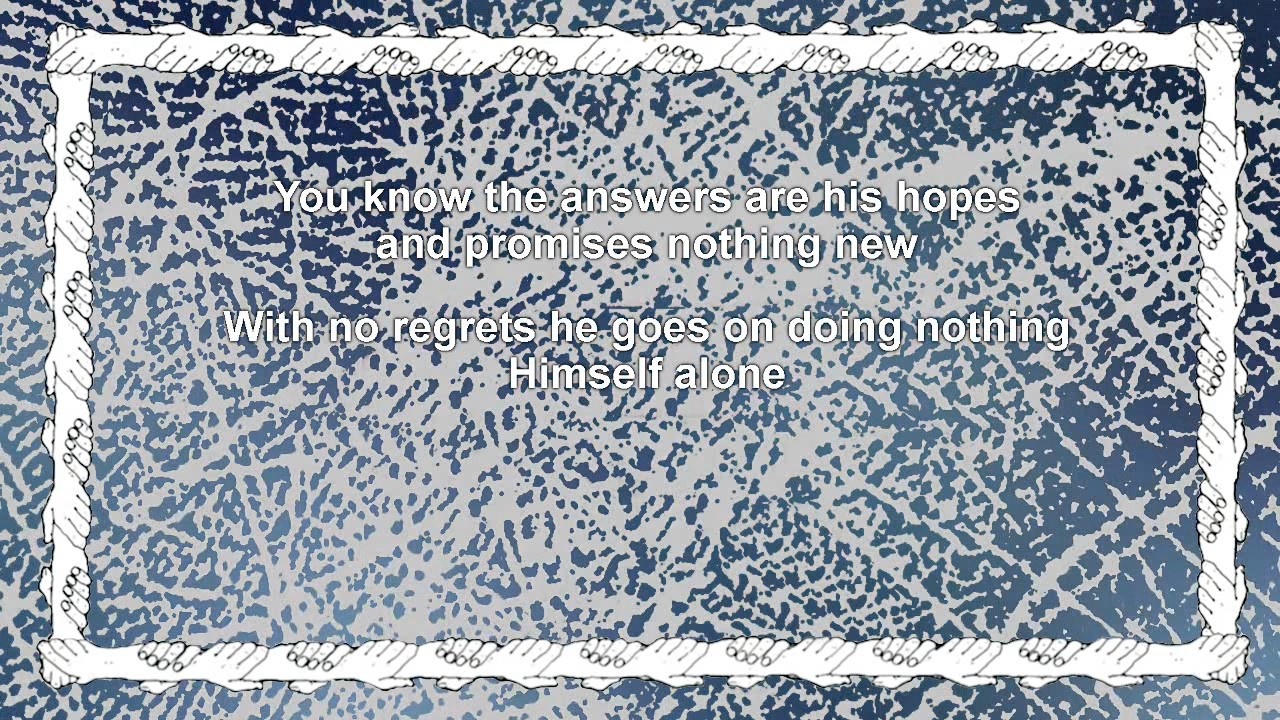 You know the answers are his hopes
and promises nothing new
With no regrets he goes on doing nothing
Himself alone